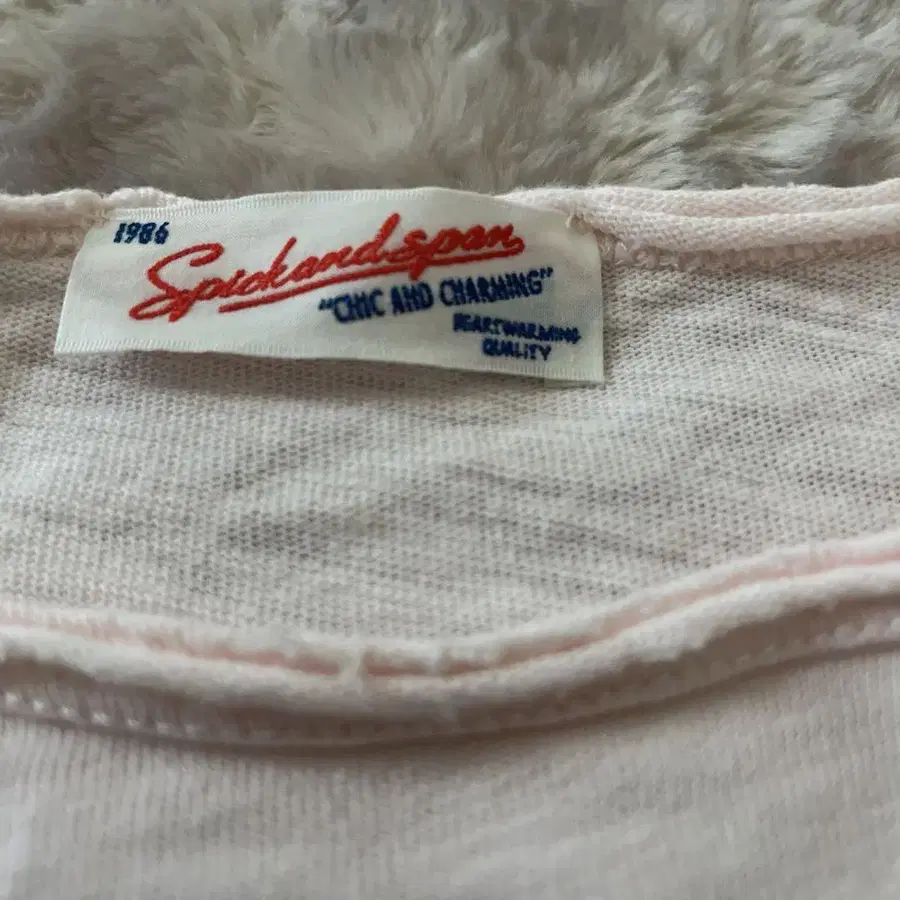 1986
Spickandspan
"CHIC AND CHARMING"
HEARTWARMING
QUALITY